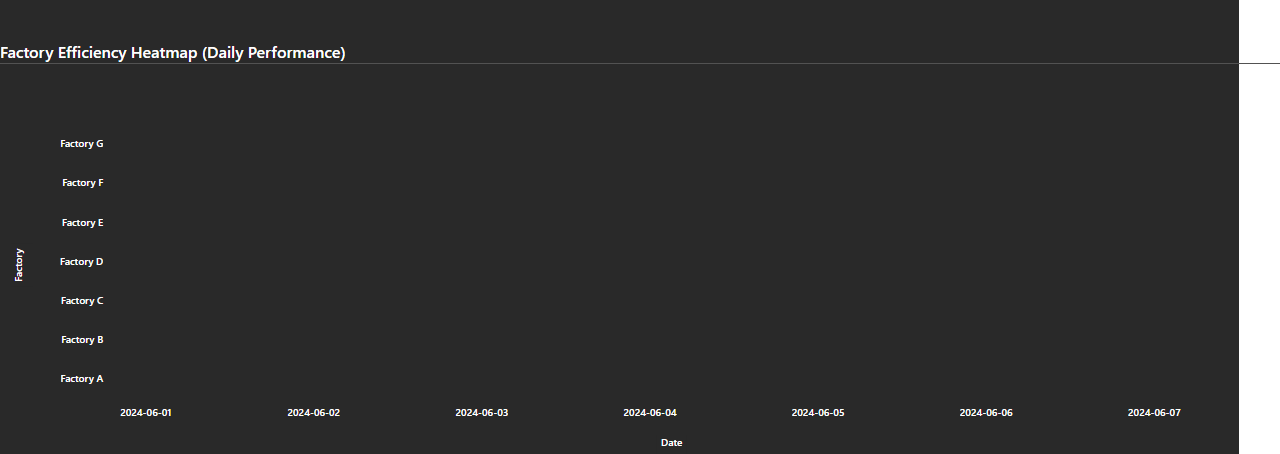 Factory Efficiency Heatmap (Daily Performance)
Factory G
Factory F
Factory E
Factory D
Factory C
Factory B
Factory A
Factory
2024-06-01 2024-06-02 2024-06-03 2024-06-04 2024-06-05 2024-06-06 2024-06-07
Date